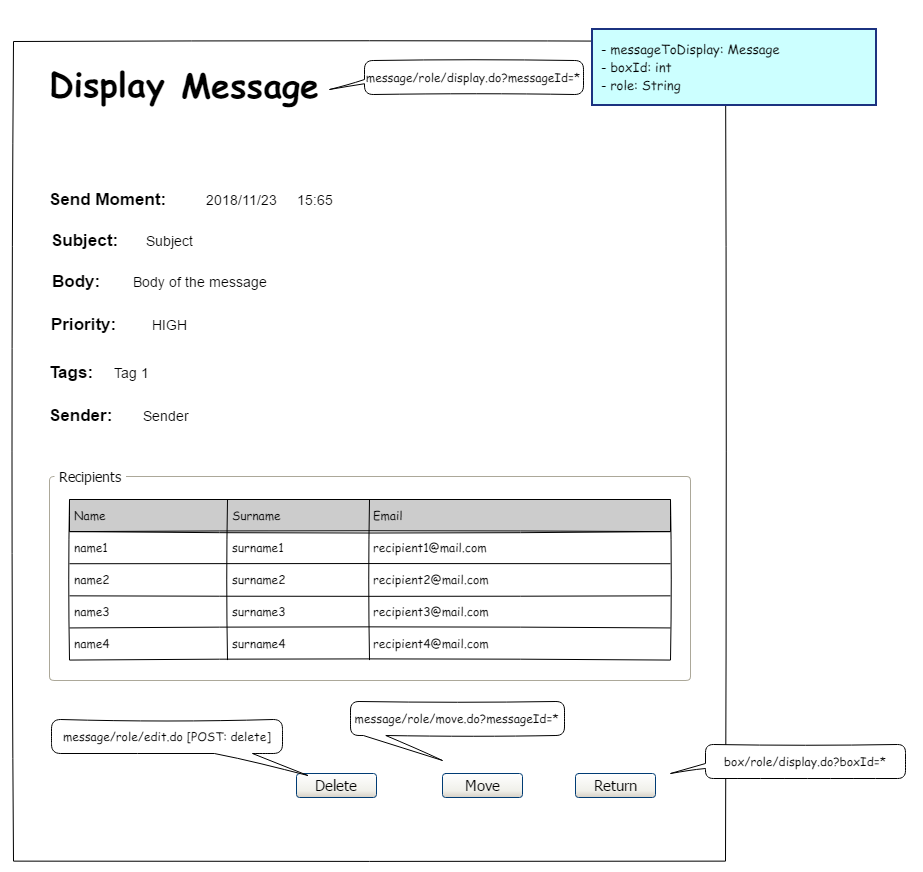 - messageToDisplay: Message
- boxId: int
- role: String
Display Message
message/role/display.do?messageId=*
Send Moment: 2018/11/23 15:65
Subject: Subject
Body: Body of the message
Priority: HIGH
Tags: Tag 1
Sender: Sender
Recipients
Name Surname Email
name1 surname1 recipient1@mail.com
name2 surname2 recipient2@mail.com
name3 surname3 recipient3@mail.com
name4 surname4 recipient4@mail.com
message/role/move.do?messageId=*
message/role/edit.do [POST: delete]
box/role/display.do?boxId=*
Delete Move Return